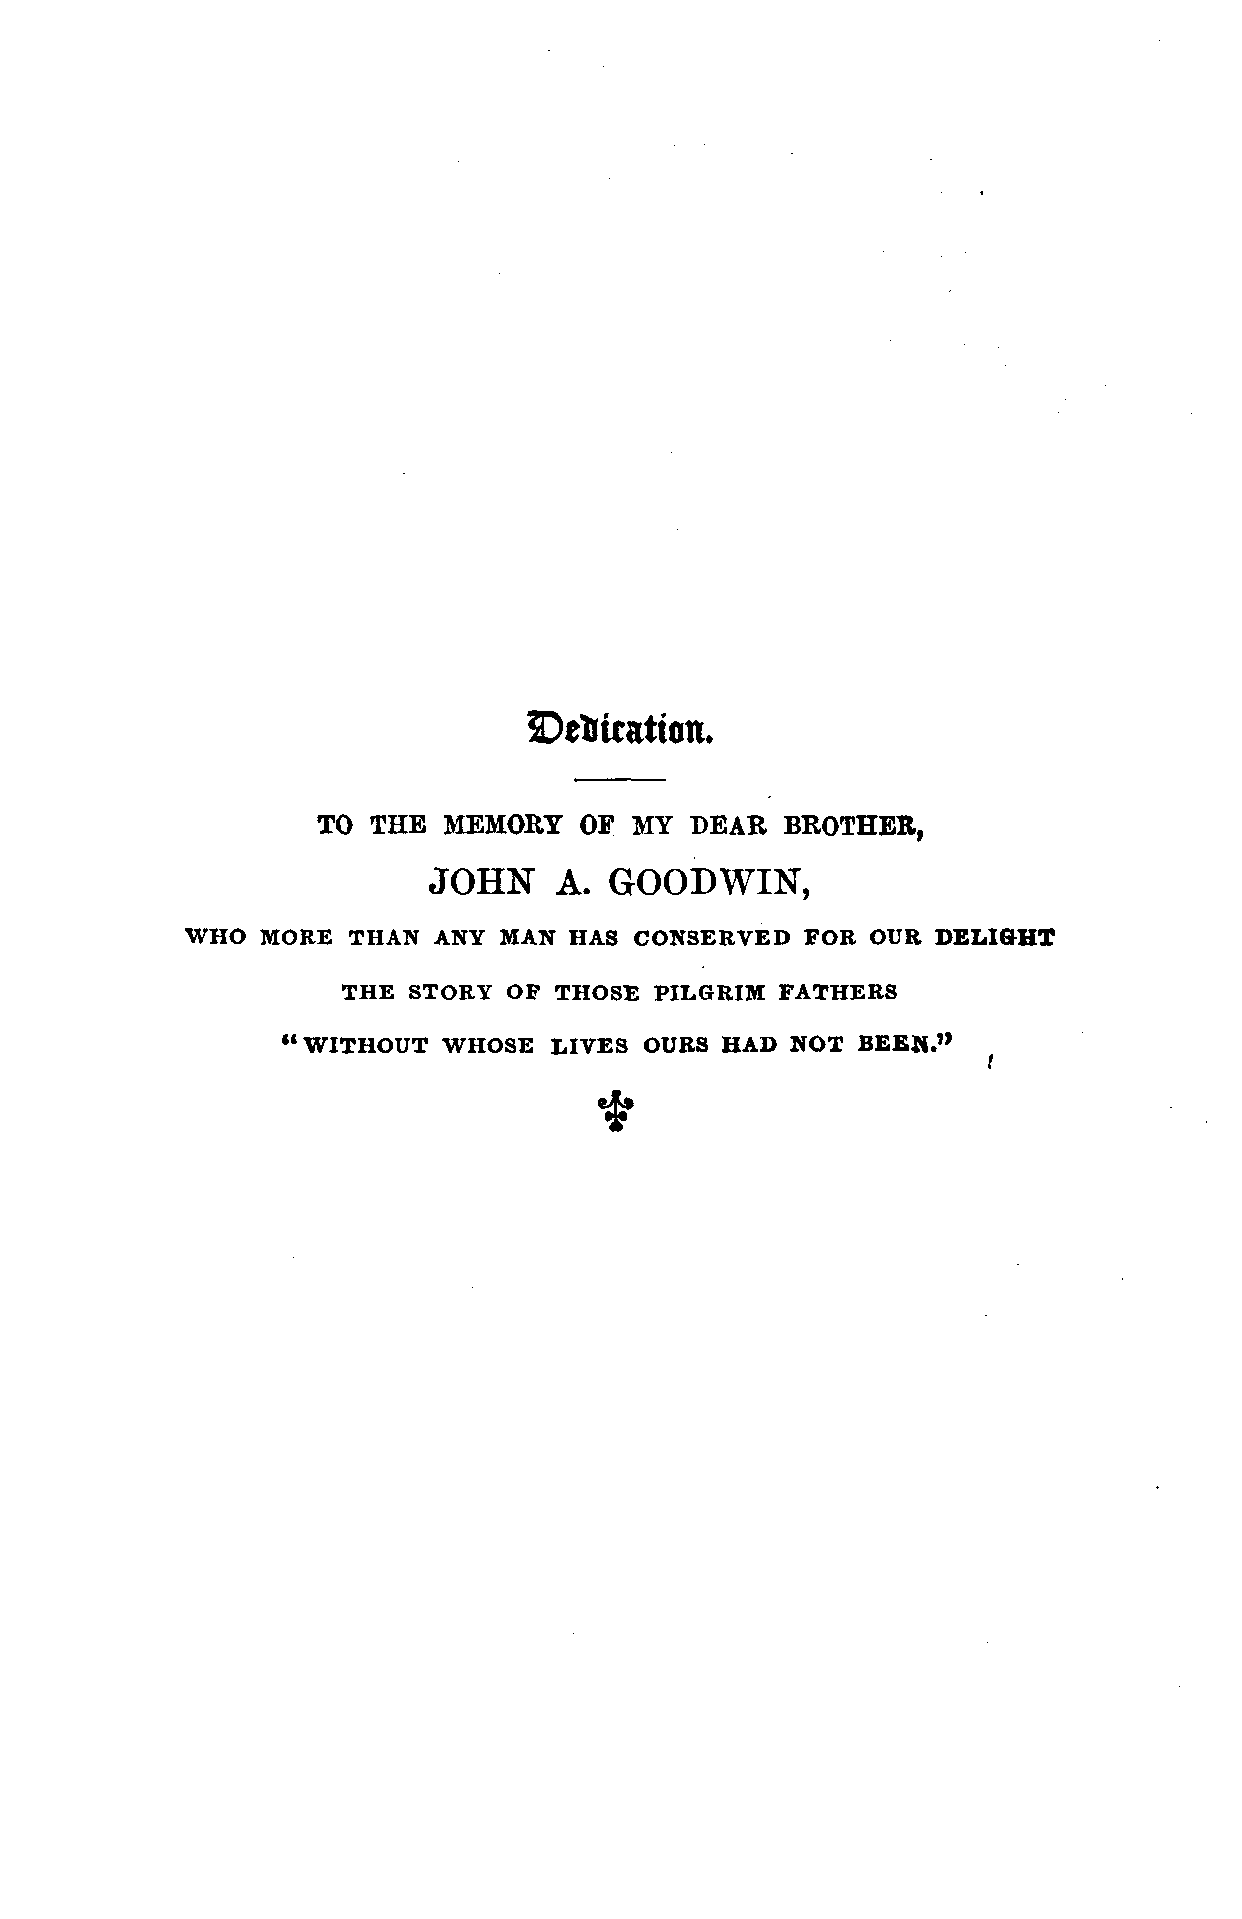 Dedication.
TO THE MEMORY OF MY DEAR BROTHER,
JOHN A. GOODWIN,
WHO MORE THAN ANY MAN HAS CONSERVED FOR OUR DELIGHT
THE STORY OF THOSE PILGRIM FATHERS
“WITHOUT WHOSE LIVES OURS HAD NOT BEEN.”